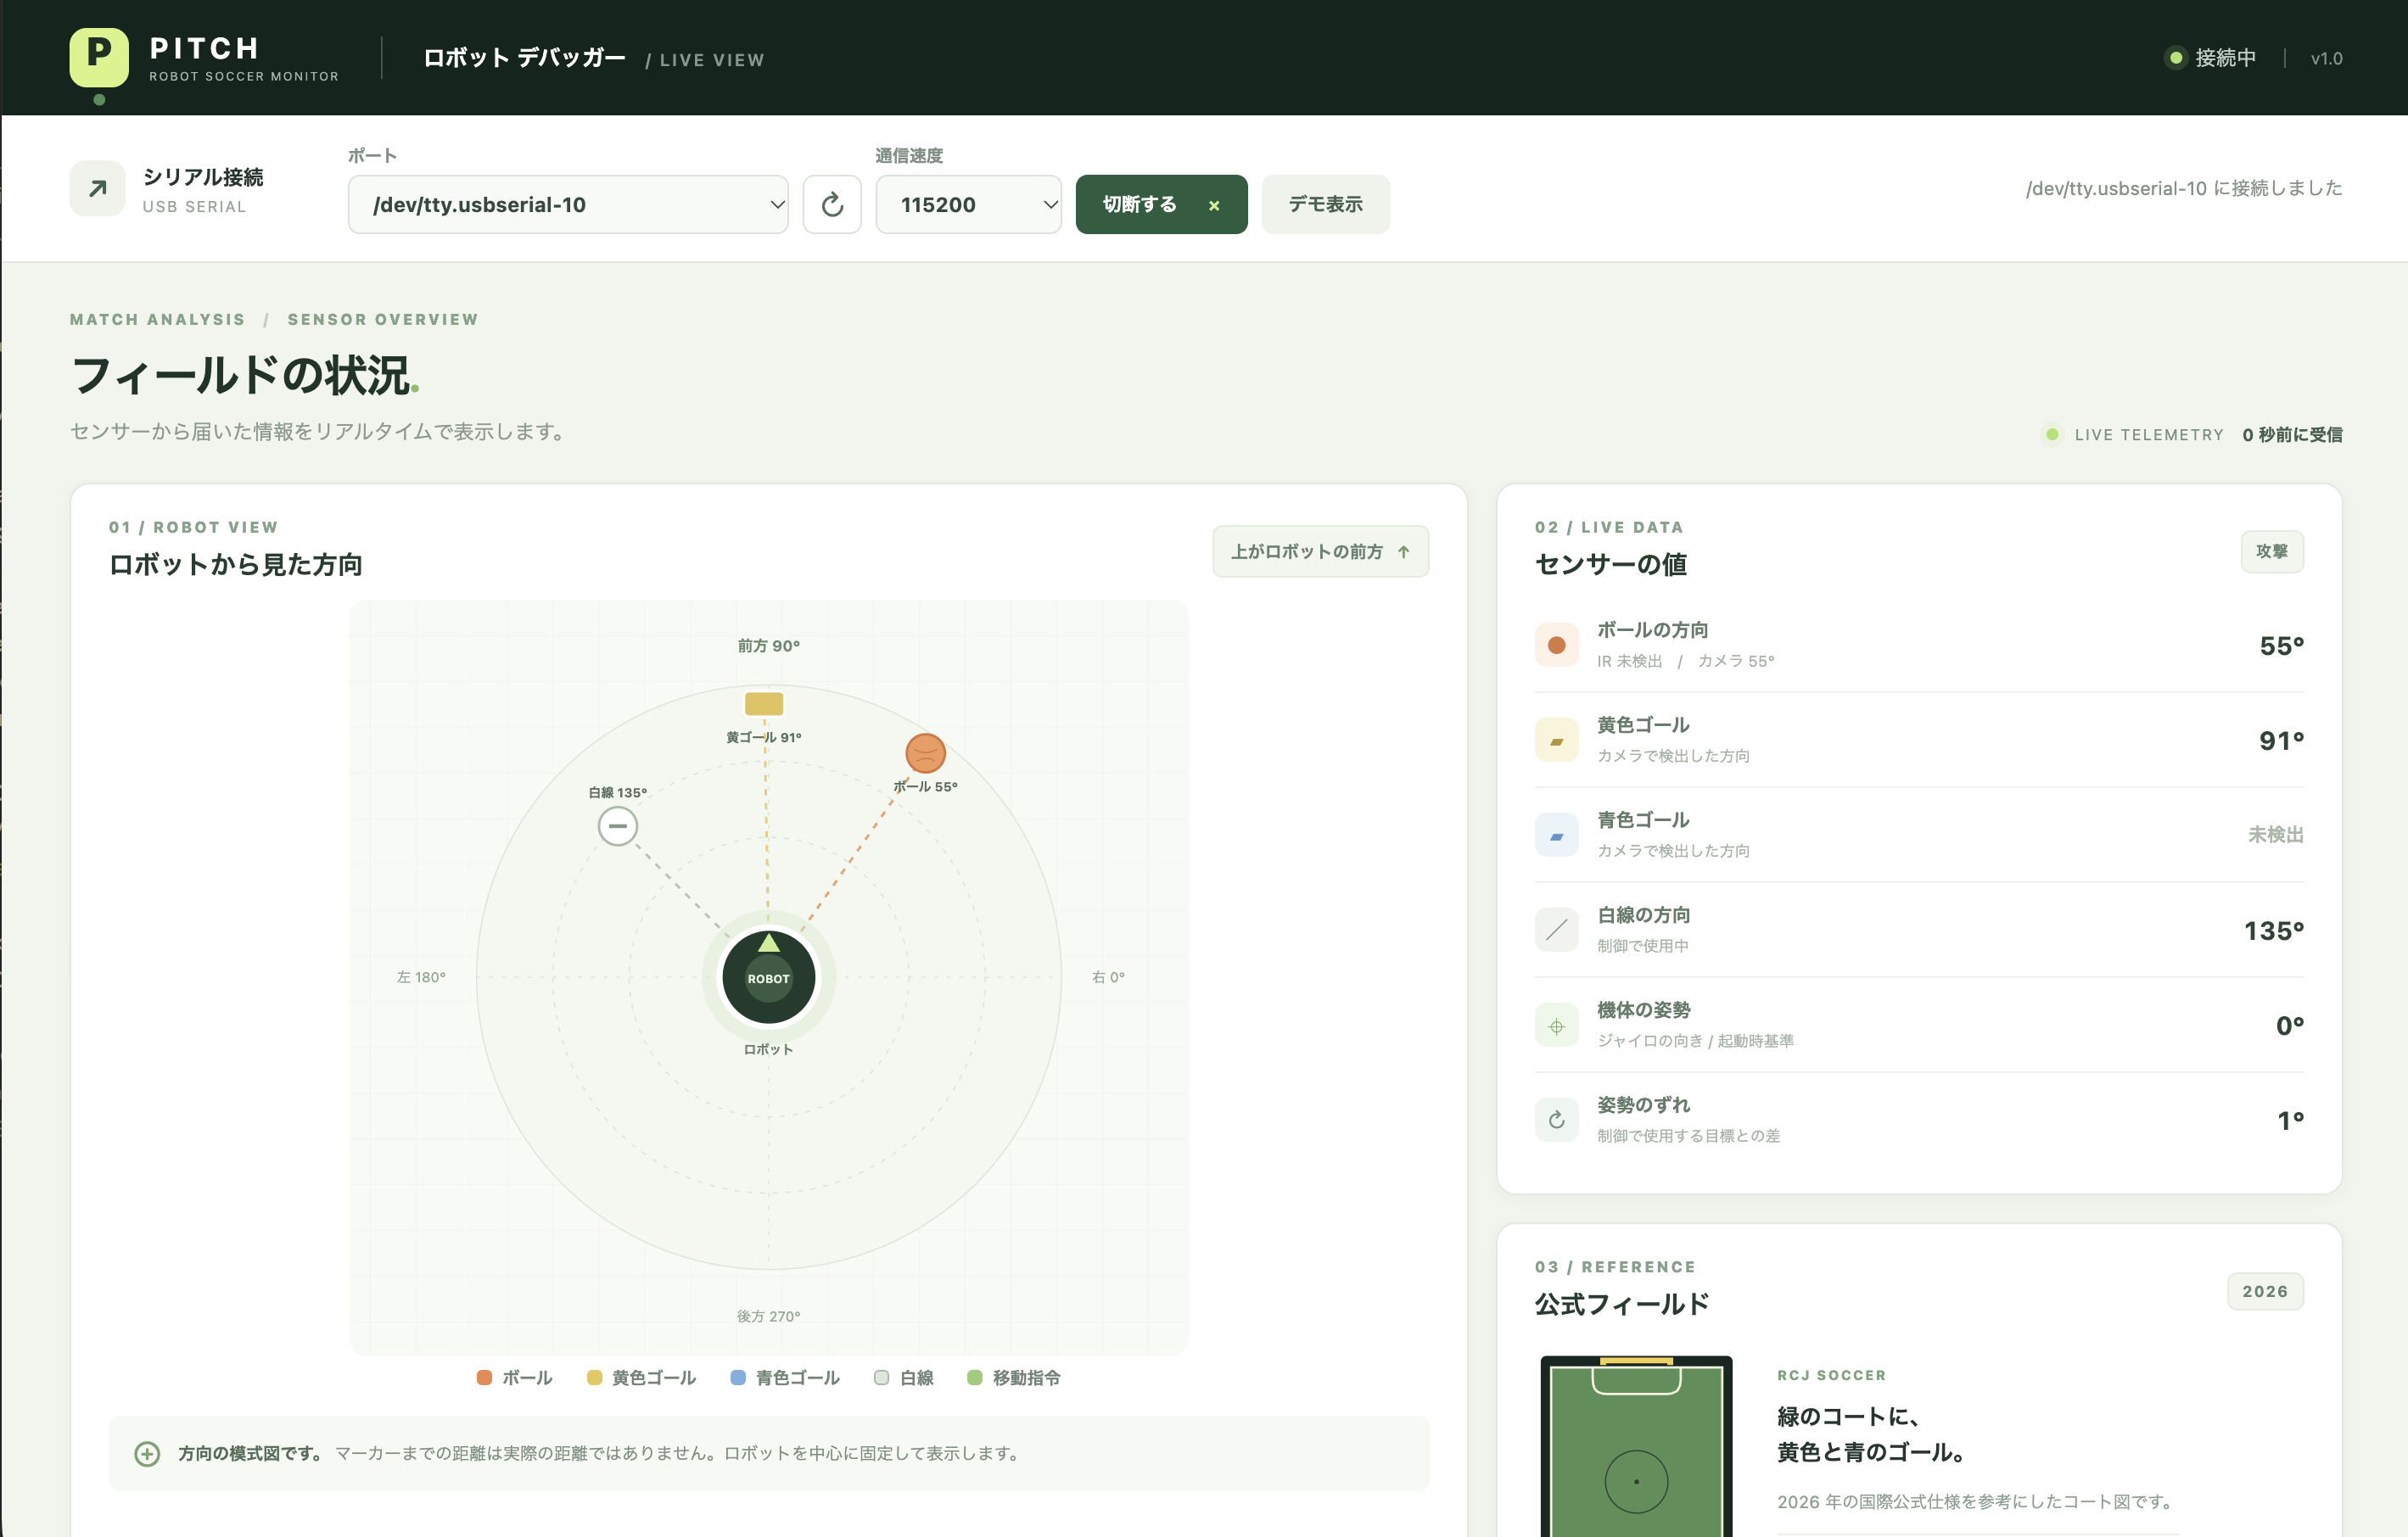 P
PITCH
ROBOT SOCCER MONITOR
ロボット デバッガー / LIVE VIEW
接続中
v1.0
シリアル接続
USB SERIAL
ポート
/dev/tty.usbserial-10
通信速度
115200
切断する ×
デモ表示
/dev/tty.usbserial-10 に接続しました
MATCH ANALYSIS / SENSOR OVERVIEW
フィールドの状況.
センサーから届いた情報をリアルタイムで表示します。
LIVE TELEMETRY 0 秒前に受信
01 / ROBOT VIEW
ロボットから見た方向
上がロボットの前方 ↑
前方 90°
黄ゴール 91°
ボール 55°
白線 135°
左 180°
ROBOT
右 0°
ロボット
後方 270°
ボール 黄色ゴール 青色ゴール 白線 移動指令
方向の模式図です。 マーカーまでの距離は実際の距離ではありません。ロボットを中心に固定して表示します。
02 / LIVE DATA
センサーの値
攻撃
ボールの方向
IR 未検出 / カメラ 55°
55°
黄色ゴール
カメラで検出した方向
91°
青色ゴール
カメラで検出した方向
未検出
白線の方向
制御で使用中
135°
機体の姿勢
ジャイロの向き / 起動時基準
0°
姿勢のずれ
制御で使用する目標との差
1°
03 / REFERENCE
公式フィールド
2026
RCJ SOCCER
緑のコートに、
黄色と青のゴール。
2026 年の国際公式仕様を参考にしたコート図です。